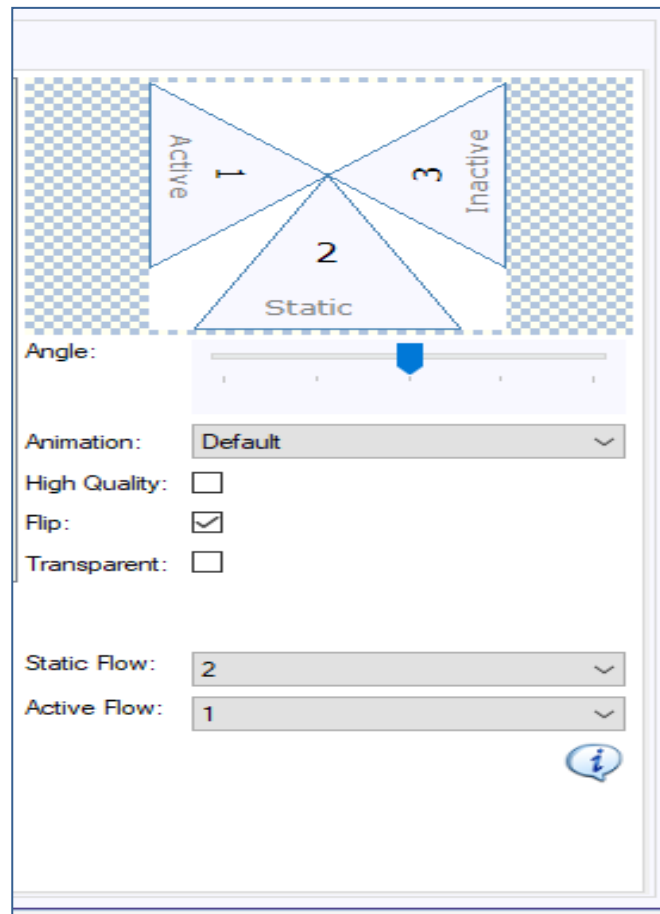 Active
1
3
Inactive
2
Static
Angle:
Animation:
Default
High Quality:
Flip:
Transparent:
Static Flow:
2
Active Flow:
1
i